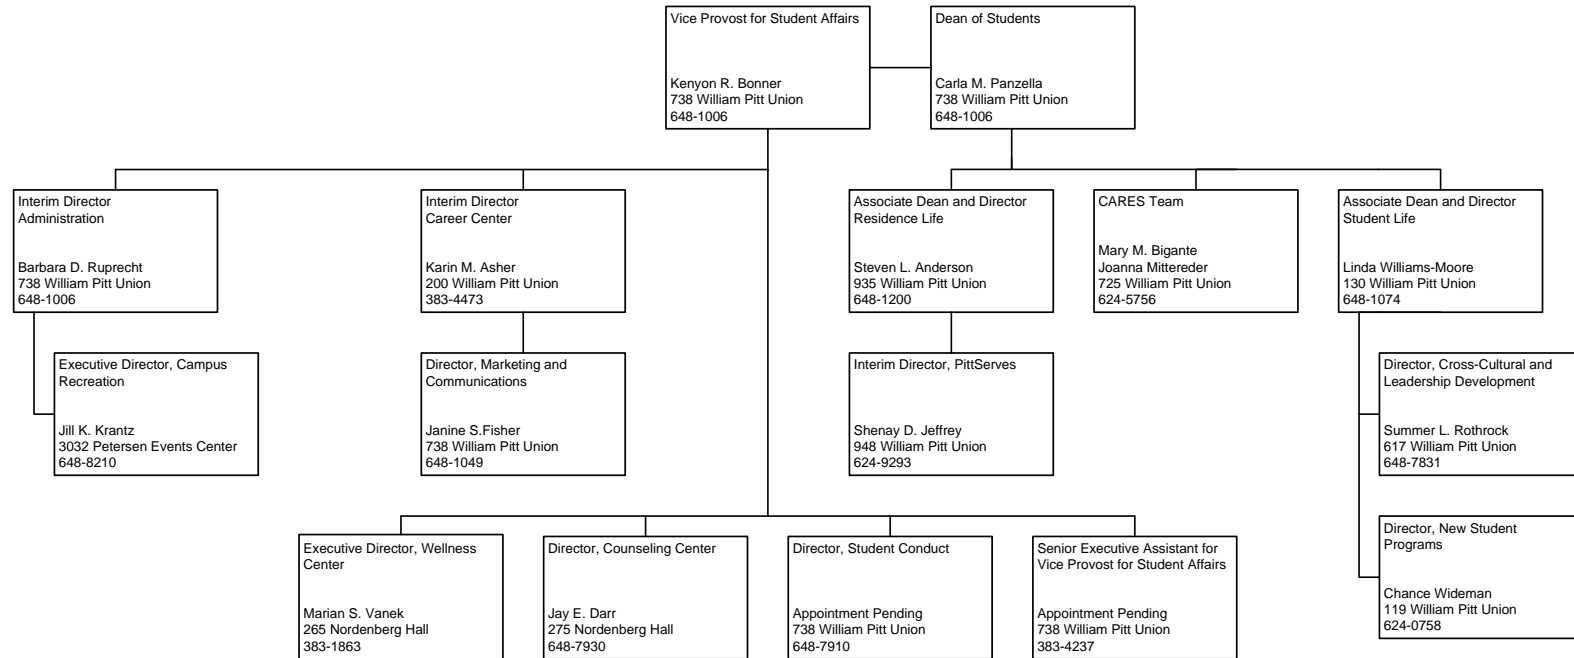 Vice Provost for Student Affairs
Kenyon R. Bonner
738 William Pitt Union
648-1006
Dean of Students
Carla M. Panzella
738 William Pitt Union
648-1006
Interim Director
Administration
Barbara D. Ruprecht
738 William Pitt Union
648-1006
Interim Director
Career Center
Karin M. Asher
200 William Pitt Union
383-4473
Associate Dean and Director
Residence Life
Steven L. Anderson
935 William Pitt Union
648-1200
CARES Team
Mary M. Bigante
Joanna Mittereder
725 William Pitt Union
624-5756
Associate Dean and Director
Student Life
Linda Williams-Moore
130 William Pitt Union
648-1074
Executive Director, Campus
Recreation
Jill K. Krantz
3032 Petersen Events Center
648-8210
Director, Marketing and
Communications
Janine S.Fisher
738 William Pitt Union
648-1049
Interim Director, PittServes
Shenay D. Jeffrey
948 William Pitt Union
624-9293
Director, Cross-Cultural and
Leadership Development
Summer L. Rothrock
617 William Pitt Union
648-7831
Executive Director, Wellness
Center
Marian S. Vanek
265 Nordenberg Hall
383-1863
Director, Counseling Center
Jay E. Darr
275 Nordenberg Hall
648-7930
Director, Student Conduct
Appointment Pending
738 William Pitt Union
648-7910
Senior Executive Assistant for
Vice Provost for Student Affairs
Appointment Pending
738 William Pitt Union
383-4237
Director, New Student
Programs
Chance Wideman
119 William Pitt Union
624-0758